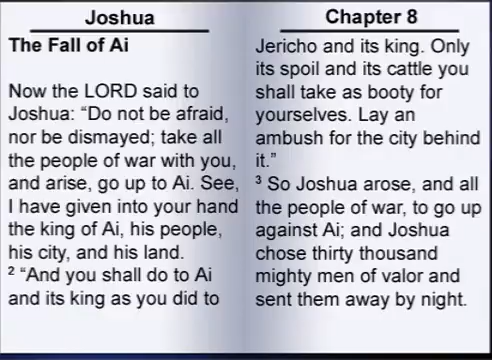 Joshua
The Fall of Ai
Now the LORD said to
Joshua: “Do not be afraid,
nor be dismayed; take all
the people of war with you,
and arise, go up to Ai. See,
I have given into your hand
the king of Ai, his people,
his city, and his land.
² “And you shall do to Ai
and its king as you did to
Chapter 8
Jericho and its king. Only
its spoil and its cattle you
shall take as booty for
yourselves. Lay an
ambush for the city behind
it.”
³ So Joshua arose, and all
the people of war, to go up
against Ai; and Joshua
chose thirty thousand
mighty men of valor and
sent them away by night.